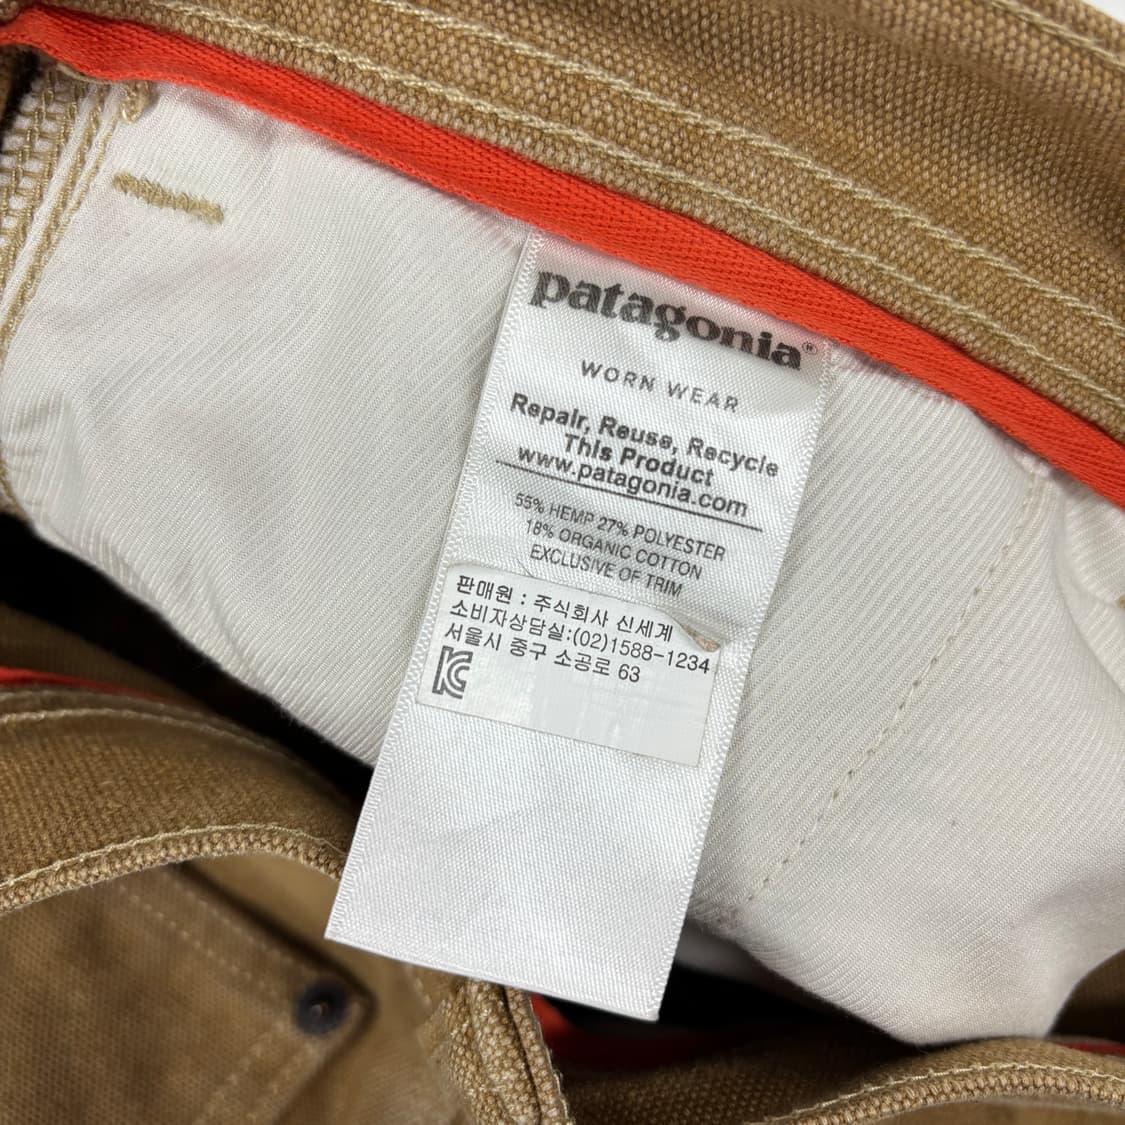 patagonia®
WORN WEAR
Repair, Reuse, Recycle
This Product
www.patagonia.com
55% HEMP 27% POLYESTER
18% ORGANIC COTTON
EXCLUSIVE OF TRIM
판매원 : 주식회사 신세계
소비자상담실:(02)1588-1234
서울시 중구 소공로 63